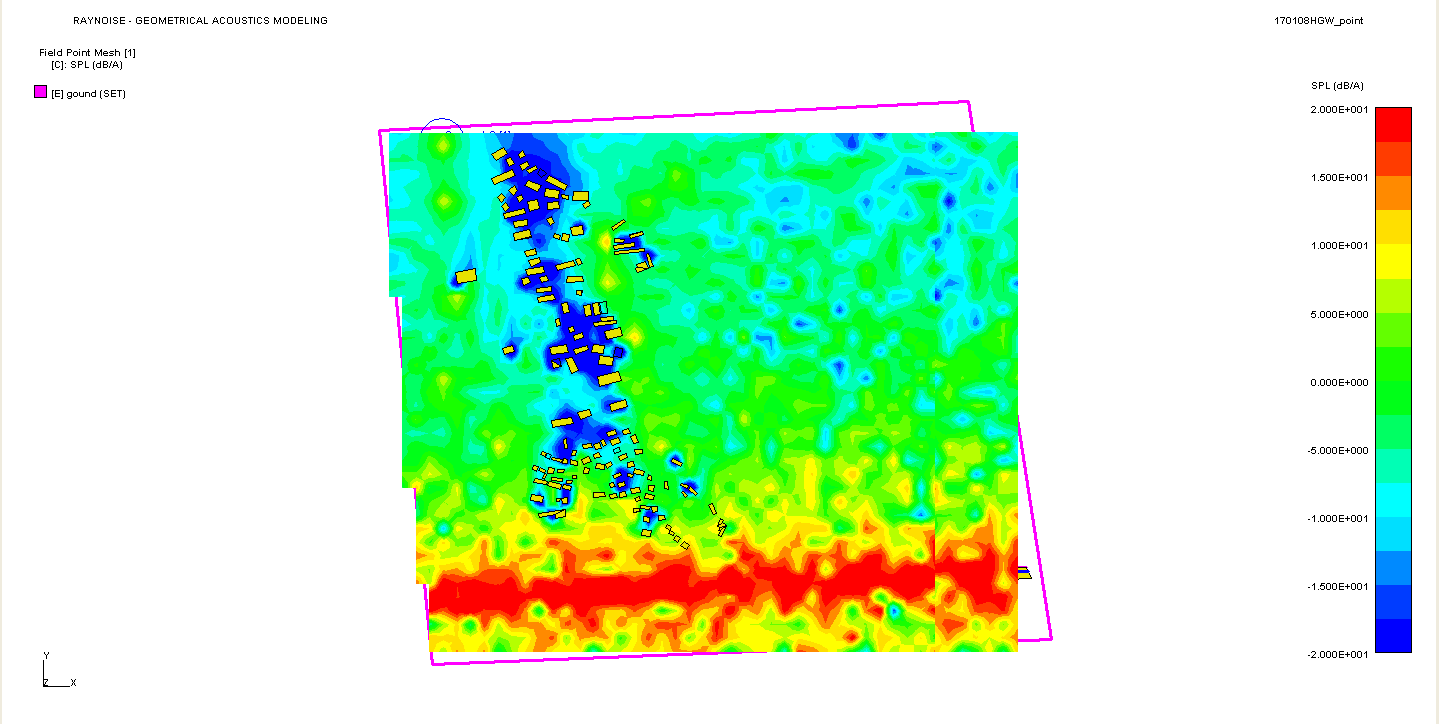 RAYNOISE - GEOMETRICAL ACOUSTICS MODELING
170108HGW_point
Field Point Mesh [1]
[C]: SPL (dB/A)
[E] gound (SET)
SPL (dB/A)
2.000E+001
1.500E+001
1.000E+001
5.000E+000
0.000E+000
-5.000E+000
-1.000E+001
-1.500E+001
-2.000E+001
Y
Z X